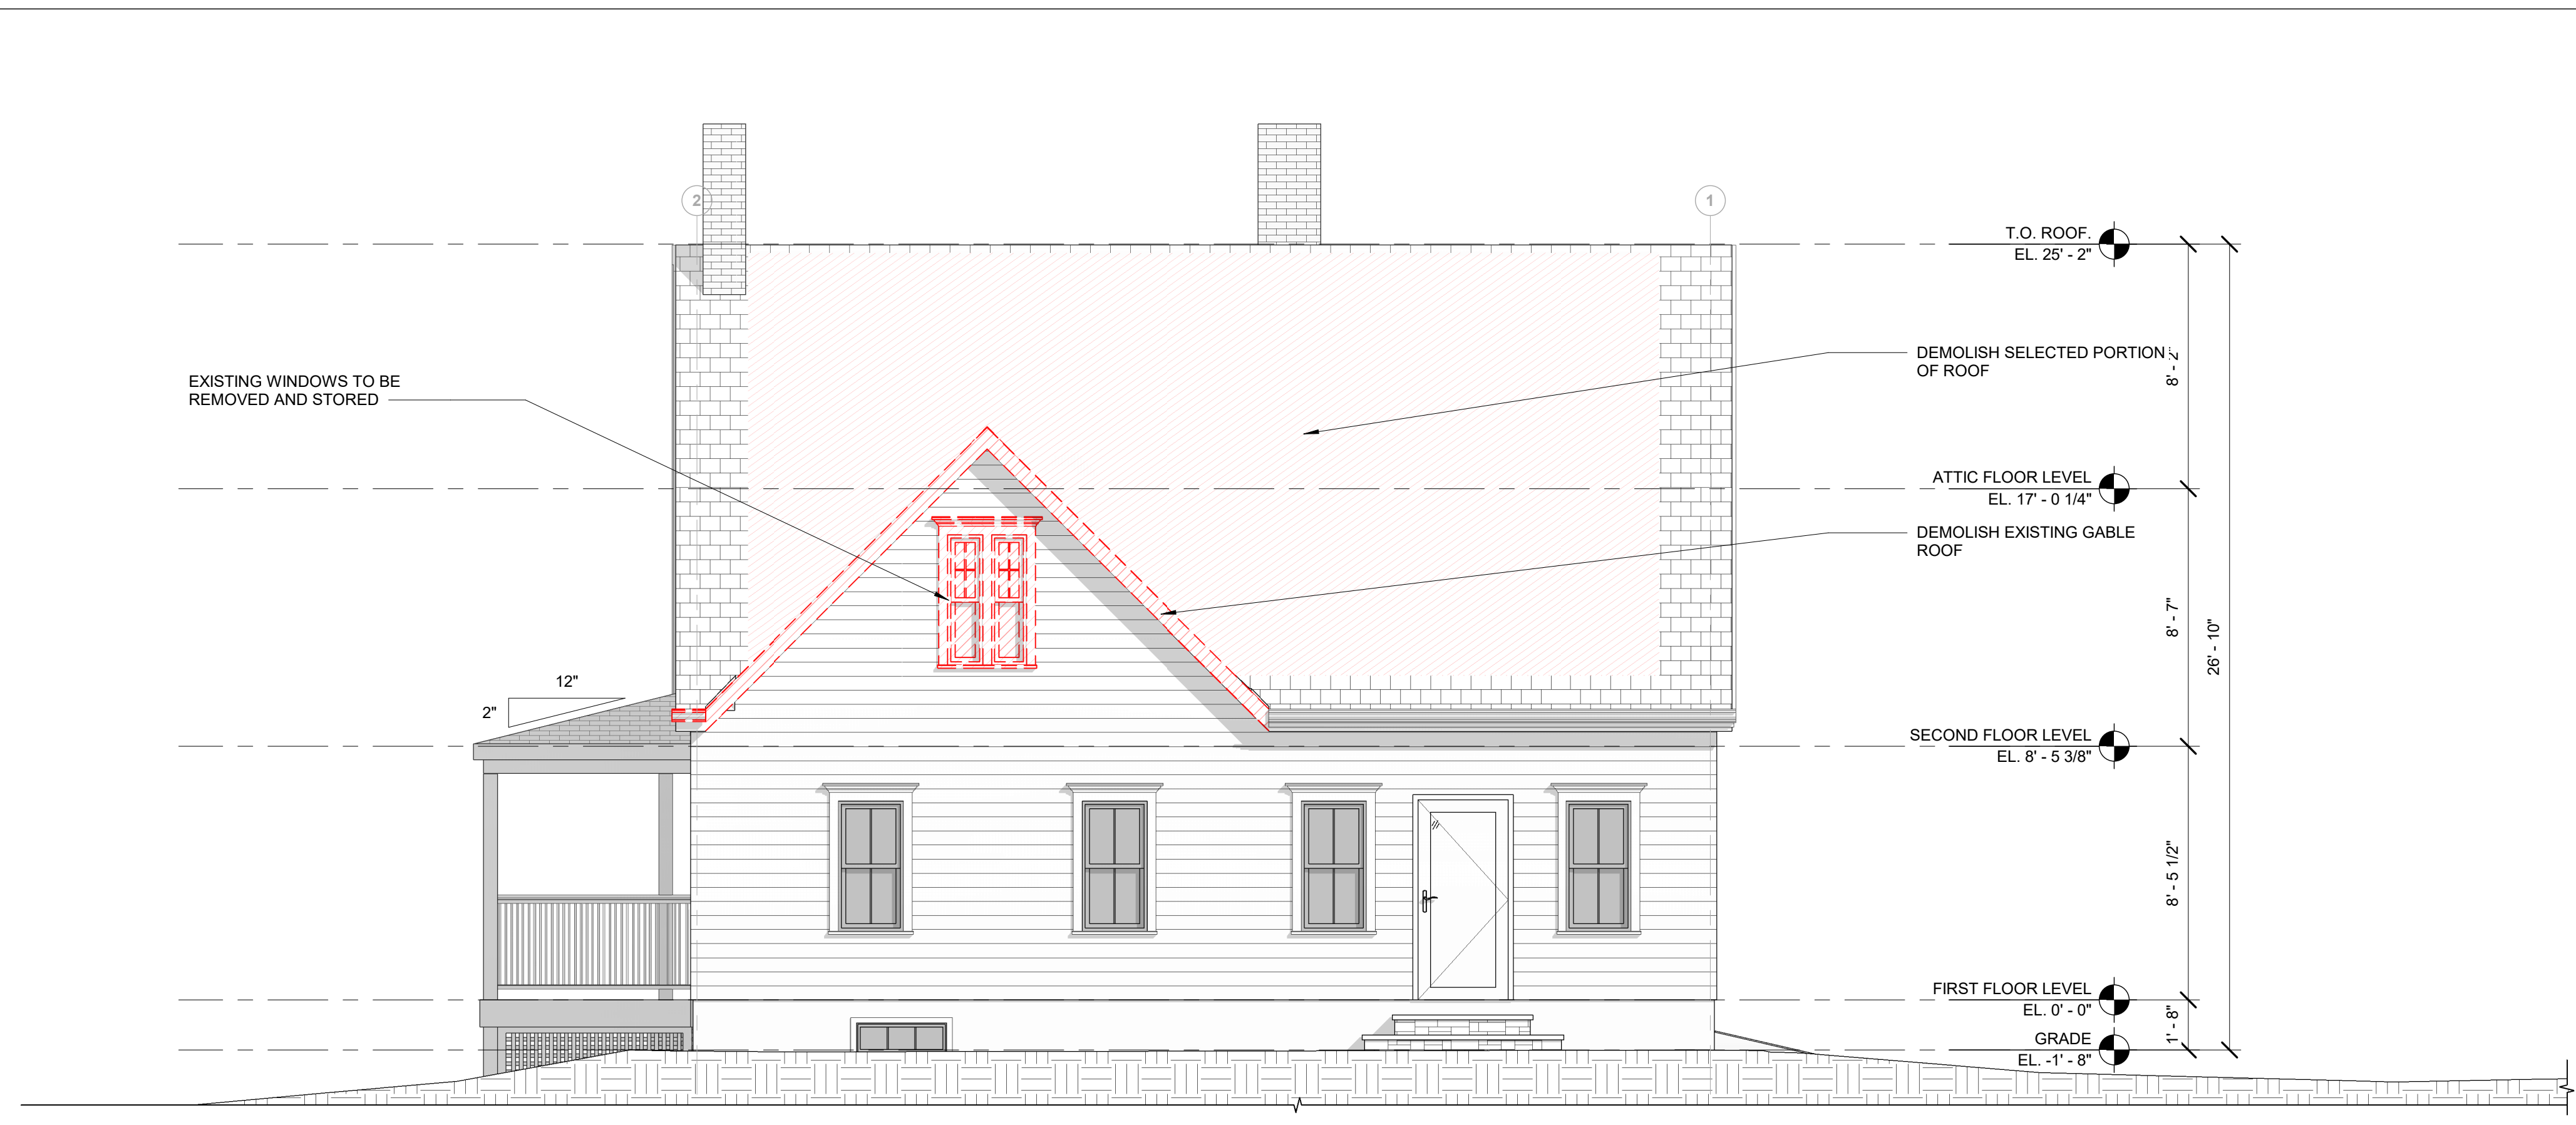 2
1
T.O. ROOF.
EL. 25' - 2"
DEMOLISH SELECTED PORTION
OF ROOF
8' - 2"
EXISTING WINDOWS TO BE
REMOVED AND STORED
ATTIC FLOOR LEVEL
EL. 17' - 0 1/4"
DEMOLISH EXISTING GABLE
ROOF
8' - 7"
26' - 10"
12"
2"
SECOND FLOOR LEVEL
EL. 8' - 5 3/8"
8' - 5 1/2"
FIRST FLOOR LEVEL
EL. 0' - 0"
1' - 8"
GRADE
EL. -1' - 8"